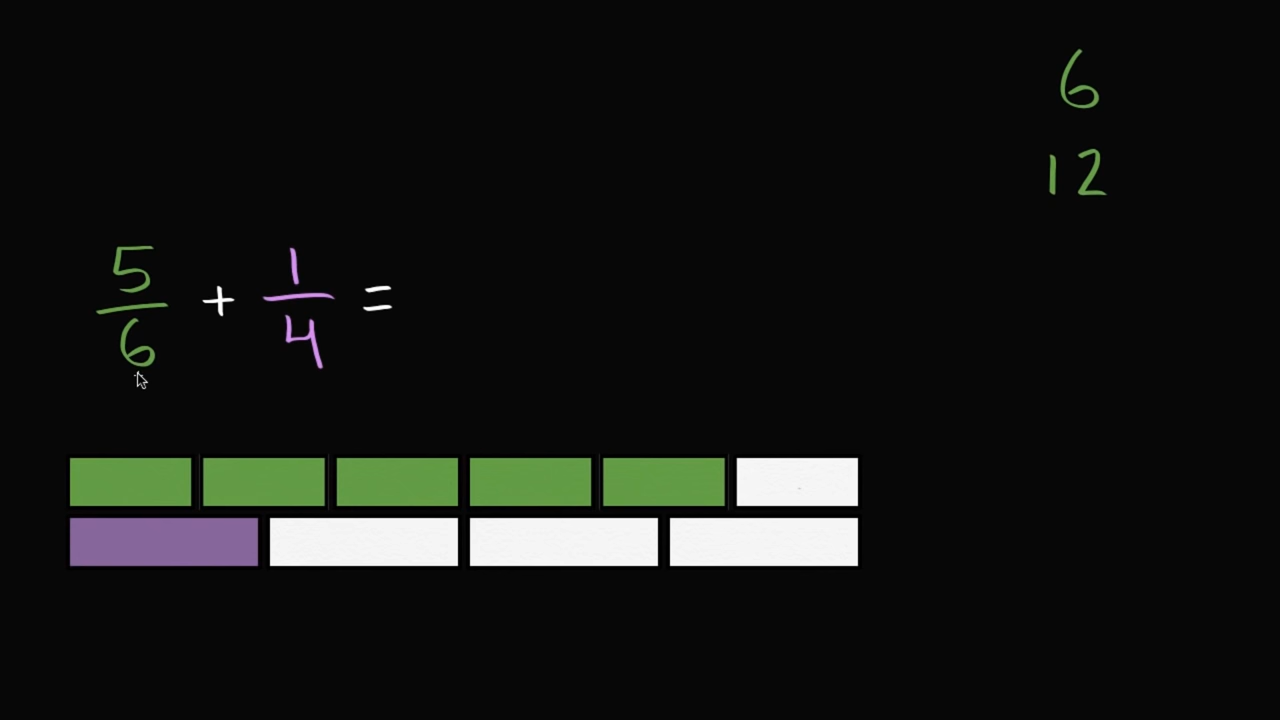 6
12
5/6 + 1/4 =